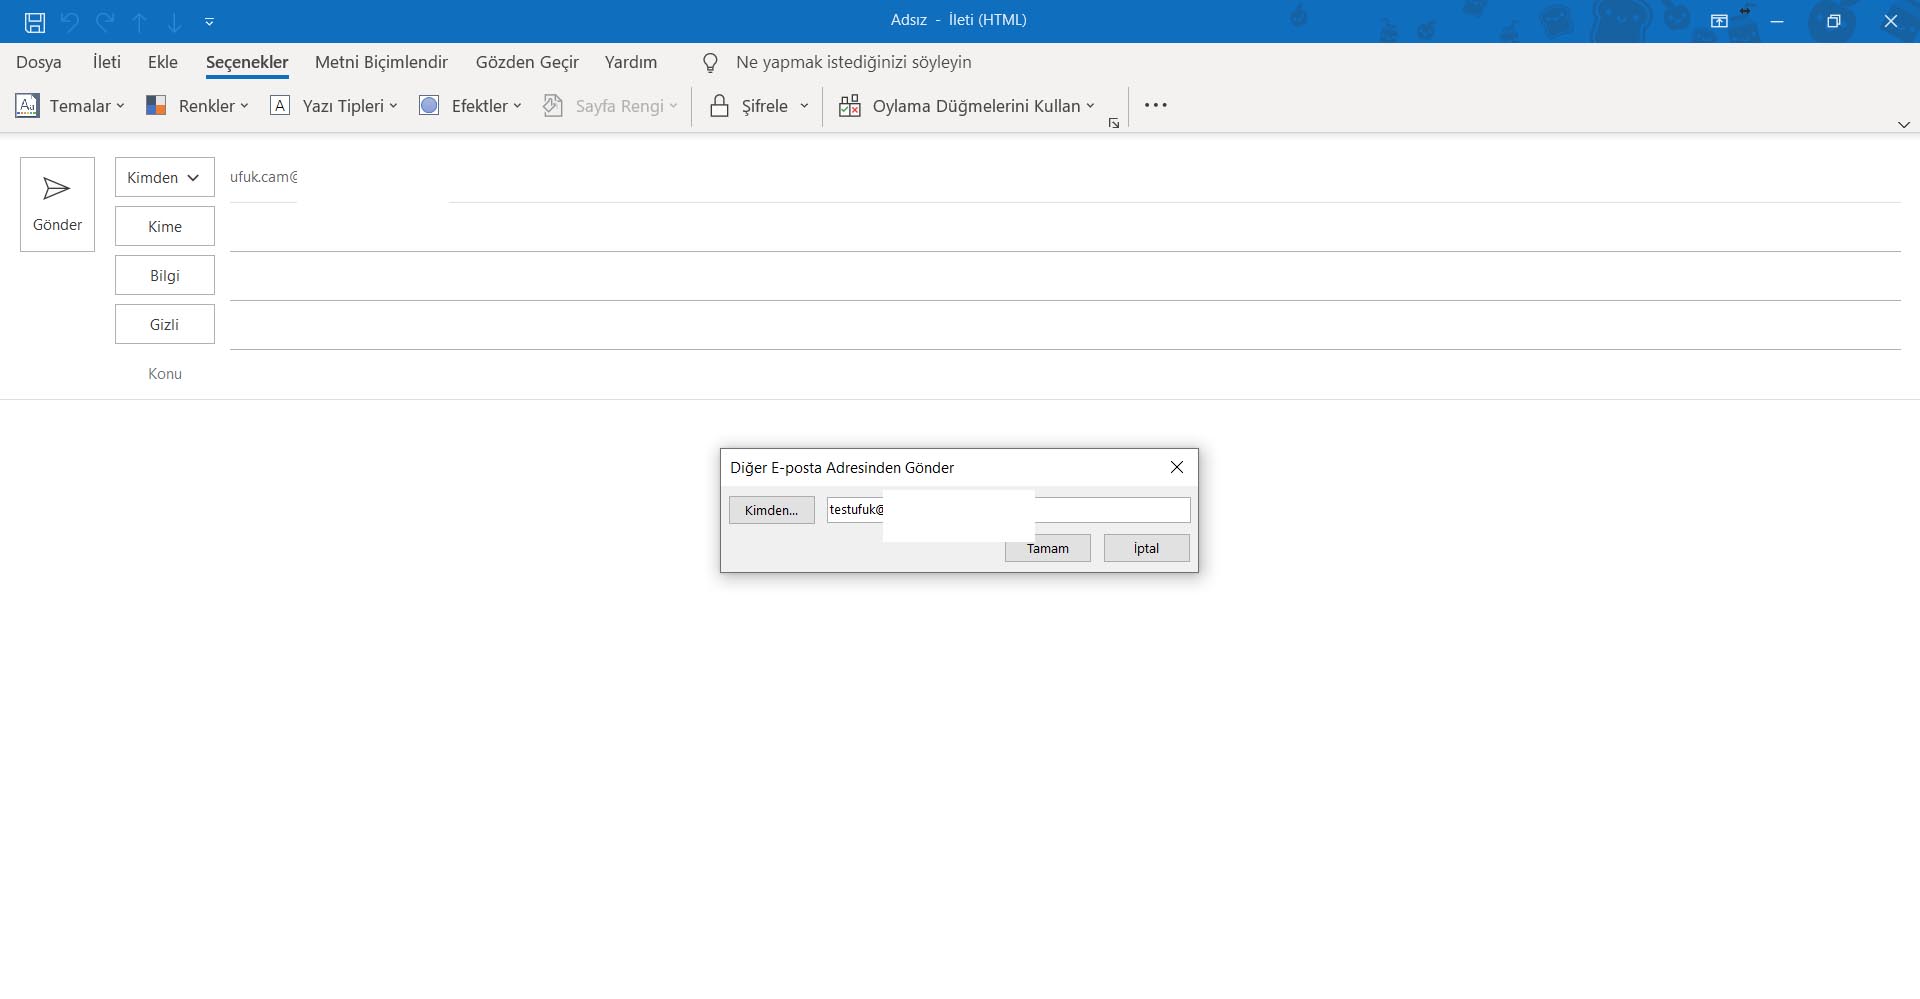 Adsız - İleti (HTML)
Dosya İleti Ekle Seçenekler Metni Biçimlendir Gözden Geçir Yardım Ne yapmak istediğinizi söyleyin
Temalar Renkler A Yazı Tipleri Efektler Sayfa Rengi Şifrele Oylama Düğmelerini Kullan
Gönder
Kimden ufuk.cam@
Kime
Bilgi
Gizli
Konu
Diğer E-posta Adresinden Gönder
Kimden... testufuk@
Tamam İptal